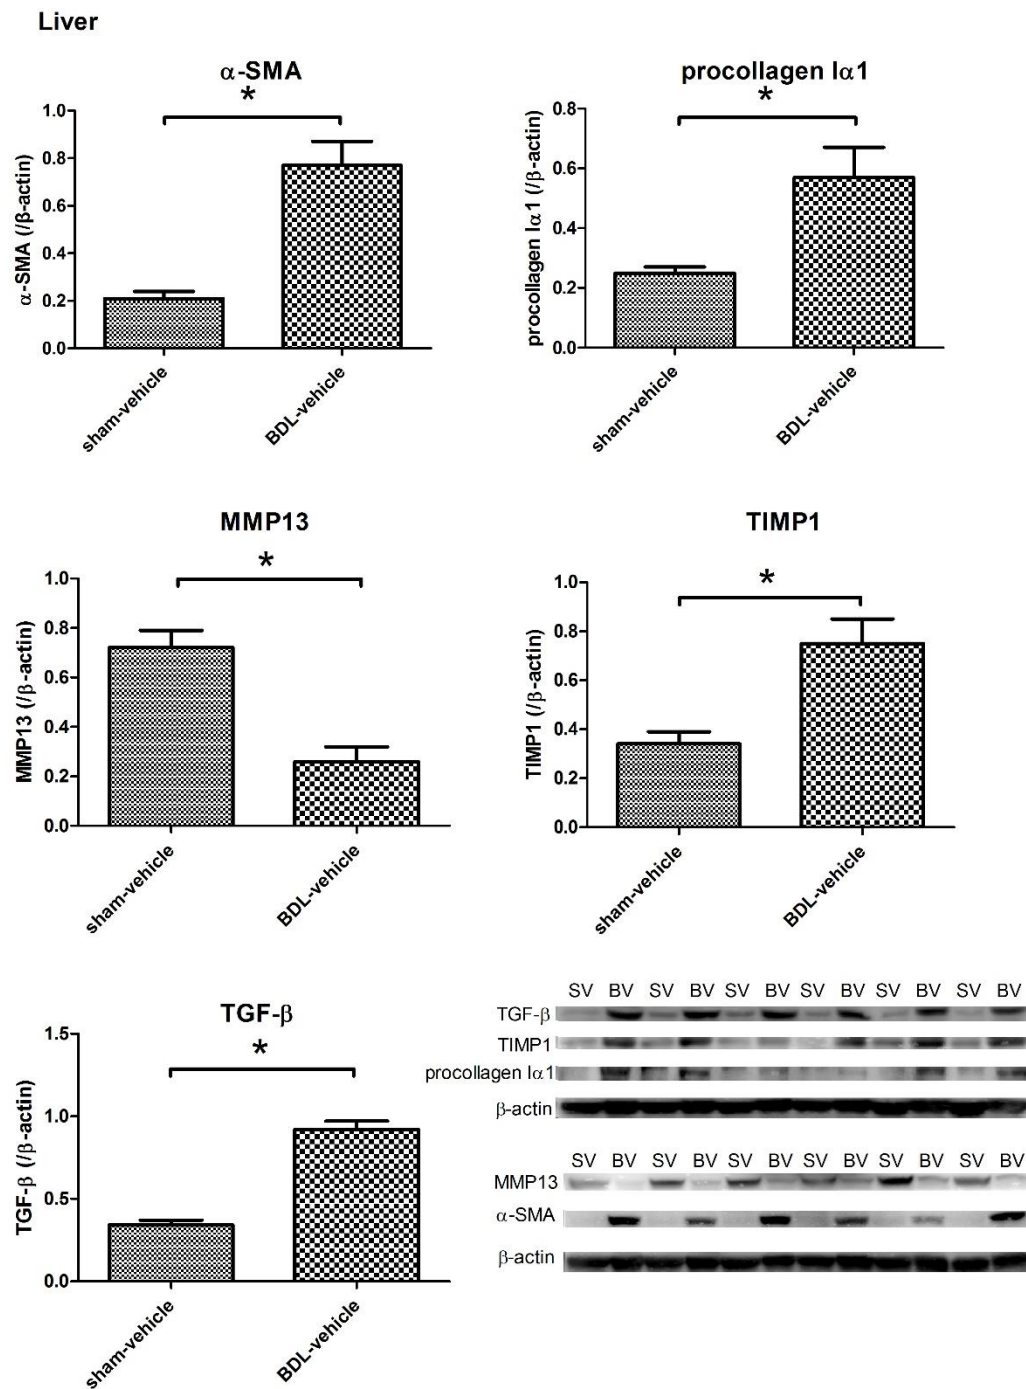 Liver
α-SMA
*
α-SMA (/β-actin)
1.0
0.8
0.6
0.4
0.2
0.0
sham-vehicle
BDL-vehicle
procollagen Iα1
*
procollagen Iα1 (/β-actin)
0.8
0.6
0.4
0.2
0.0
sham-vehicle
BDL-vehicle
MMP13
*
MMP13 (/β-actin)
1.0
0.8
0.6
0.4
0.2
0.0
sham-vehicle
BDL-vehicle
TIMP1
*
TIMP1 (/β-actin)
1.0
0.8
0.6
0.4
0.2
0.0
sham-vehicle
BDL-vehicle
TGF-β
*
TGF-β (/β-actin)
1.5
1.0
0.5
0.0
sham-vehicle
BDL-vehicle
SV BV SV BV SV BV SV BV SV BV SV BV
TGF-β
TIMP1
procollagen Iα1
β-actin
SV BV SV BV SV BV SV BV SV BV SV BV
MMP13
α-SMA
β-actin